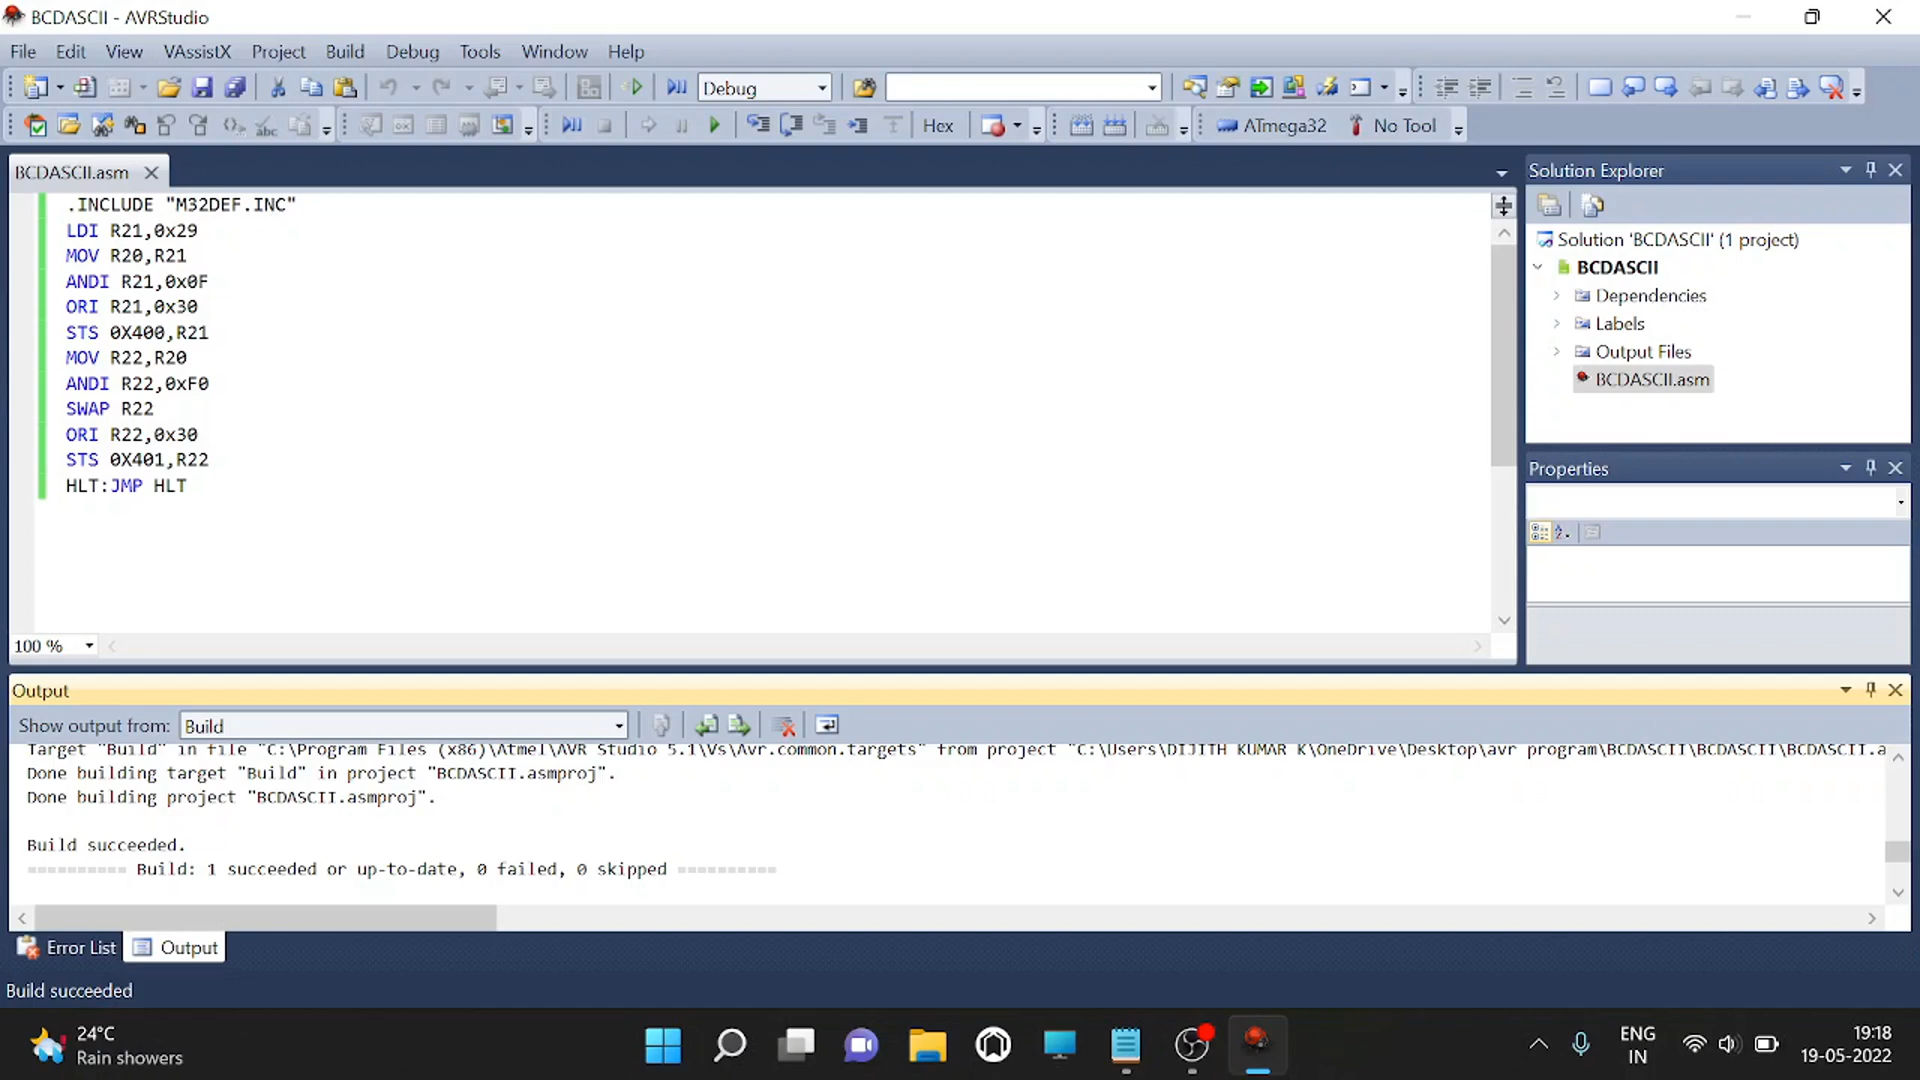 BCDASCII - AVRStudio
File Edit View VAssistX Project Build Debug Tools Window Help
Debug
Hex ATmega32 No Tool
BCDASCII.asm
.INCLUDE "M32DEF.INC"
LDI R21,0x29
MOV R20,R21
ANDI R21,0x0F
ORI R21,0x30
STS 0X400,R21
MOV R22,R20
ANDI R22,0xF0
SWAP R22
ORI R22,0x30
STS 0X401,R22
HLT:JMP HLT
100 %
Solution Explorer
Solution 'BCDASCII' (1 project)
BCDASCII
Dependencies
Labels
Output Files
BCDASCII.asm
Properties
Output
Show output from: Build
Target "Build" in file "C:\Program Files (x86)\Atmel\AVR Studio 5.1\Vs\Avr.common.targets" from project "C:\Users\DIJITH KUMAR K\OneDrive\Desktop\avr program\BCDASCII\BCDASCII\BCDASCII.a
Done building target "Build" in project "BCDASCII.asmproj".
Done building project "BCDASCII.asmproj".
Build succeeded.
========== Build: 1 succeeded or up-to-date, 0 failed, 0 skipped ==========
Error List Output
Build succeeded
24°C
Rain showers
ENG
IN
19:18
19-05-2022